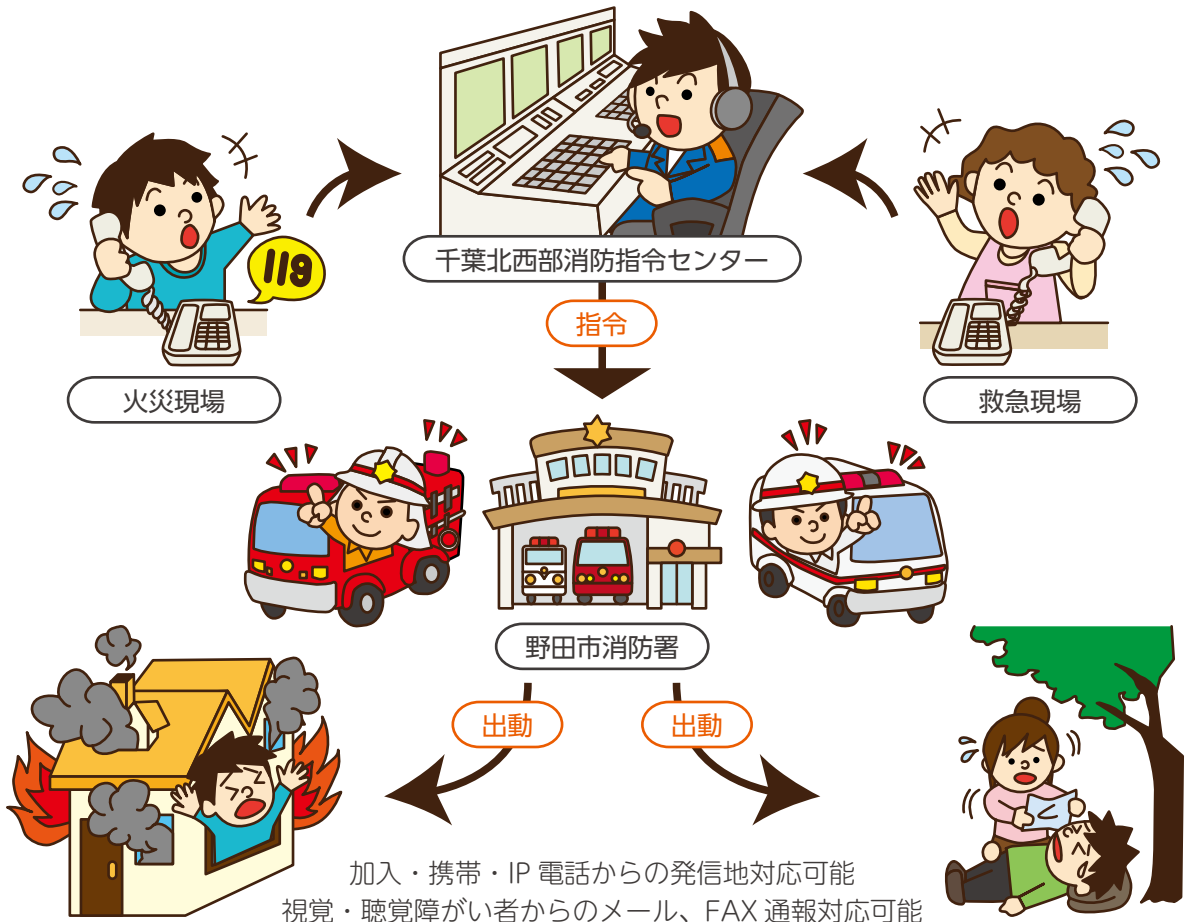 119
千葉北西部消防指令センター
指令
火災現場
救急現場
野田市消防署
出動
出動
加入・携帯・IP 電話からの発信地対応可能
視覚・聴覚障がい者からのメール、FAX 通報対応可能